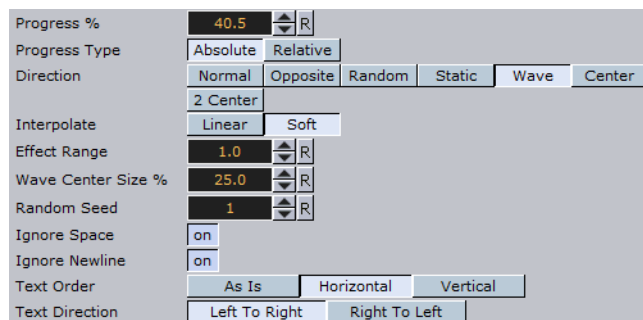 Progress % 40.5 R
Progress Type Absolute Relative
Direction Normal Opposite Random Static Wave Center
2 Center
Interpolate Linear Soft
Effect Range 1.0 R
Wave Center Size % 25.0 R
Random Seed 1 R
Ignore Space on
Ignore Newline on
Text Order As Is Horizontal Vertical
Text Direction Left To Right Right To Left